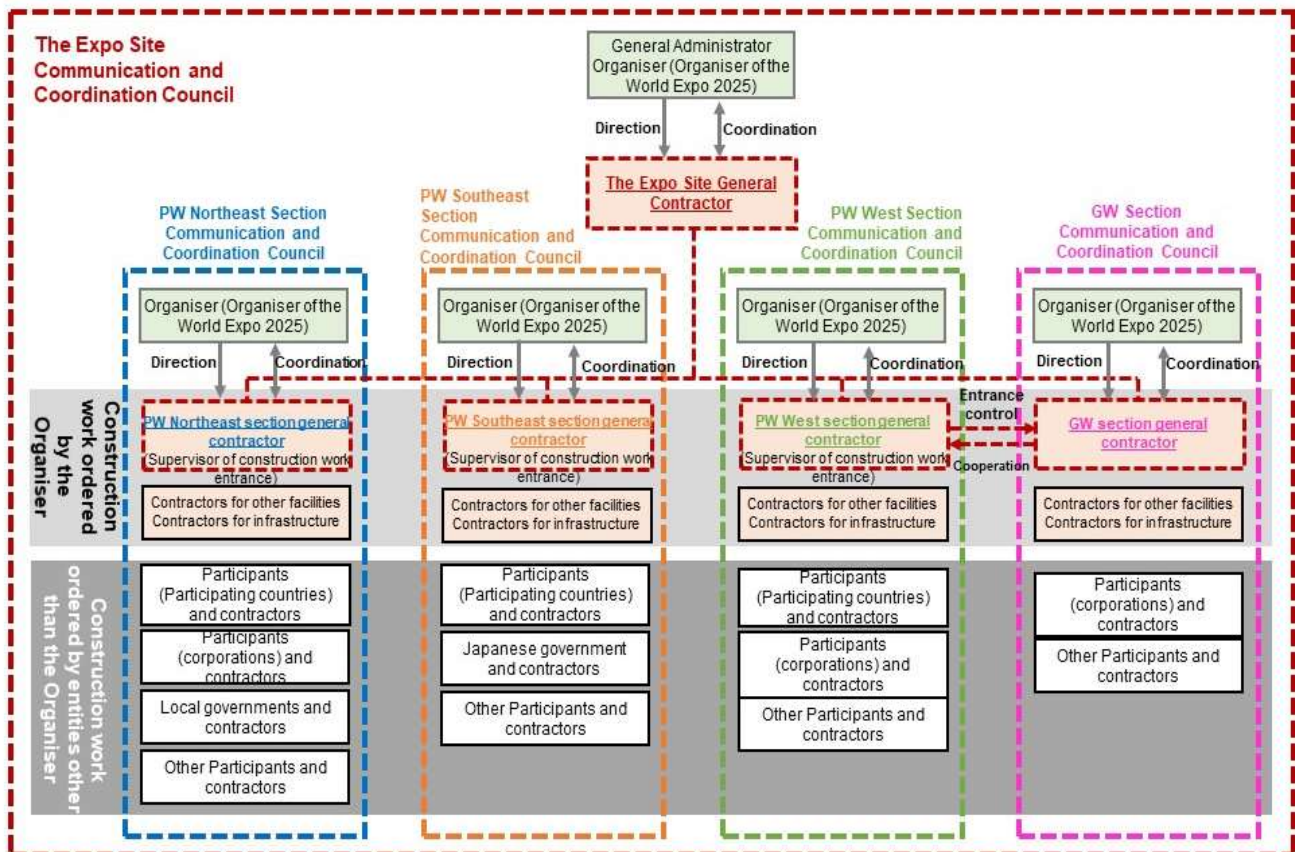 The Expo Site
Communication and
Coordination Council
General Administrator
Organiser (Organiser of the
World Expo 2025)
Direction
Coordination
The Expo Site General
Contractor
PW Northeast Section
Communication and
Coordination Council
PW Southeast
Section
Communication and
Coordination Council
PW West Section
Communication and
Coordination Council
GW Section
Communication and
Coordination Council
Organiser (Organiser of the
World Expo 2025)
Direction
Coordination
Organiser (Organiser of the
World Expo 2025)
Direction
Coordination
Organiser (Organiser of the
World Expo 2025)
Direction
Coordination
Organiser (Organiser of the
World Expo 2025)
Direction
Coordination
Construction
work ordered
by the
Organiser
PW Northeast section general
contractor
(Supervisor of construction work
entrance)
Contractors for other facilities
Contractors for infrastructure
PW Southeast section general
contractor
(Supervisor of construction work
entrance)
Contractors for other facilities
Contractors for infrastructure
PW West section general
contractor
(Supervisor of construction work
entrance)
Contractors for other facilities
Contractors for infrastructure
Entrance
control
Cooperation
GW section general
contractor
Contractors for other facilities
Contractors for infrastructure
Construction work
ordered by entities other
than the Organiser
Participants
(Participating countries)
and contractors
Participants
(corporations) and
contractors
Local governments and
contractors
Other Participants and
contractors
Participants
(Participating countries)
and contractors
Japanese government
and contractors
Other Participants and
contractors
Participants
(Participating countries)
and contractors
Participants
(corporations) and
contractors
Other Participants and
contractors
Participants
(corporations) and
contractors
Other Participants and
contractors